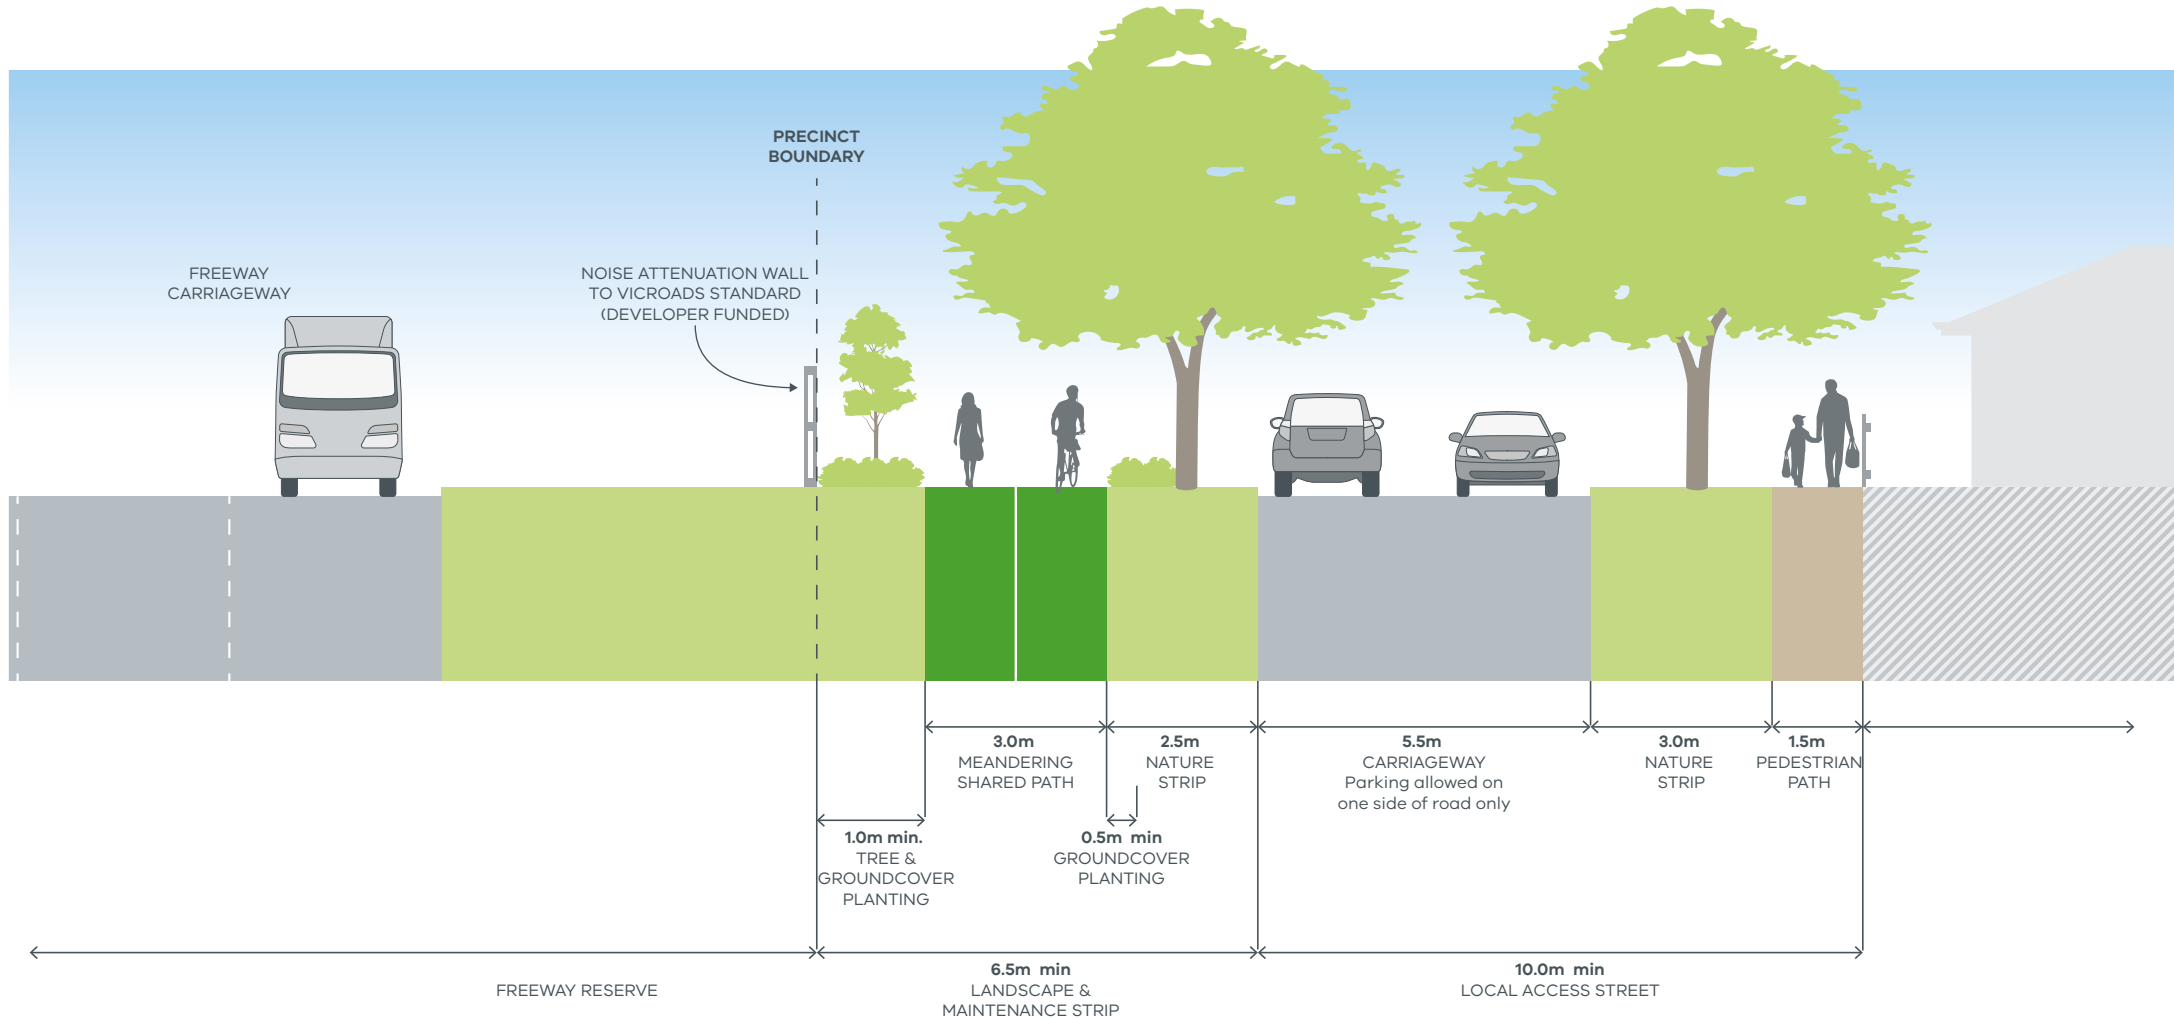 PRECINCT
BOUNDARY
FREEWAY
CARRIAGEWAY
NOISE ATTENUATION WALL
TO VICROADS STANDARD
(DEVELOPER FUNDED)
3.0m
MEANDERING
SHARED PATH
2.5m
NATURE
STRIP
5.5m
CARRIAGEWAY
Parking allowed on
one side of road only
3.0m
NATURE
STRIP
1.5m
PEDESTRIAN
PATH
1.0m min.
TREE &
GROUNDCOVER
PLANTING
0.5m min
GROUNDCOVER
PLANTING
FREEWAY RESERVE
6.5m min
LANDSCAPE &
MAINTENANCE STRIP
10.0m min
LOCAL ACCESS STREET